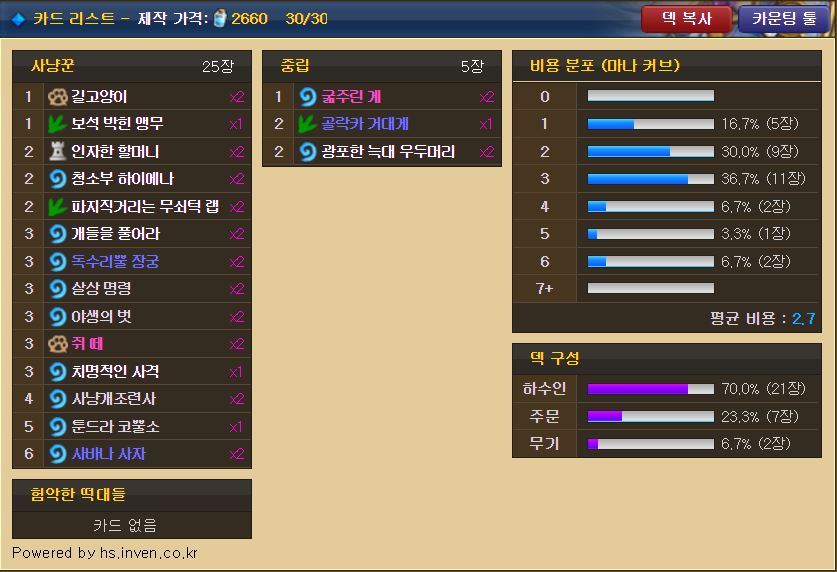 카드 리스트 - 제작 가격: 2660 30/30 덱 복사 카운팅 툴
사냥꾼 25장
1 길고양이 x2
1 보석 박힌 앵무 x1
2 인자한 할머니 x2
2 청소부 하이에나 x2
2 파지직거리는 무쇠턱 랩 x2
3 개들을 풀어라 x2
3 독수리뿔 장궁 x2
3 살상 명령 x2
3 야생의 벗 x2
3 쥐 떼 x2
3 치명적인 사격 x1
4 사냥개조련사 x2
5 툰드라 코뿔소 x1
6 사바나 사자 x2
험악한 떡대들
카드 없음
Powered by hs.inven.co.kr
중립 5장
1 굶주린 게 x2
2 골락카 거대게 x1
2 광포한 늑대 우두머리 x2
비용 분포 (마나 커브)
0
1 16.7% (5장)
2 30.0% (9장)
3 36.7% (11장)
4 6.7% (2장)
5 3.3% (1장)
6 6.7% (2장)
7+
평균 비용 : 2.7
덱 구성
하수인 70.0% (21장)
주문 23.3% (7장)
무기 6.7% (2장)